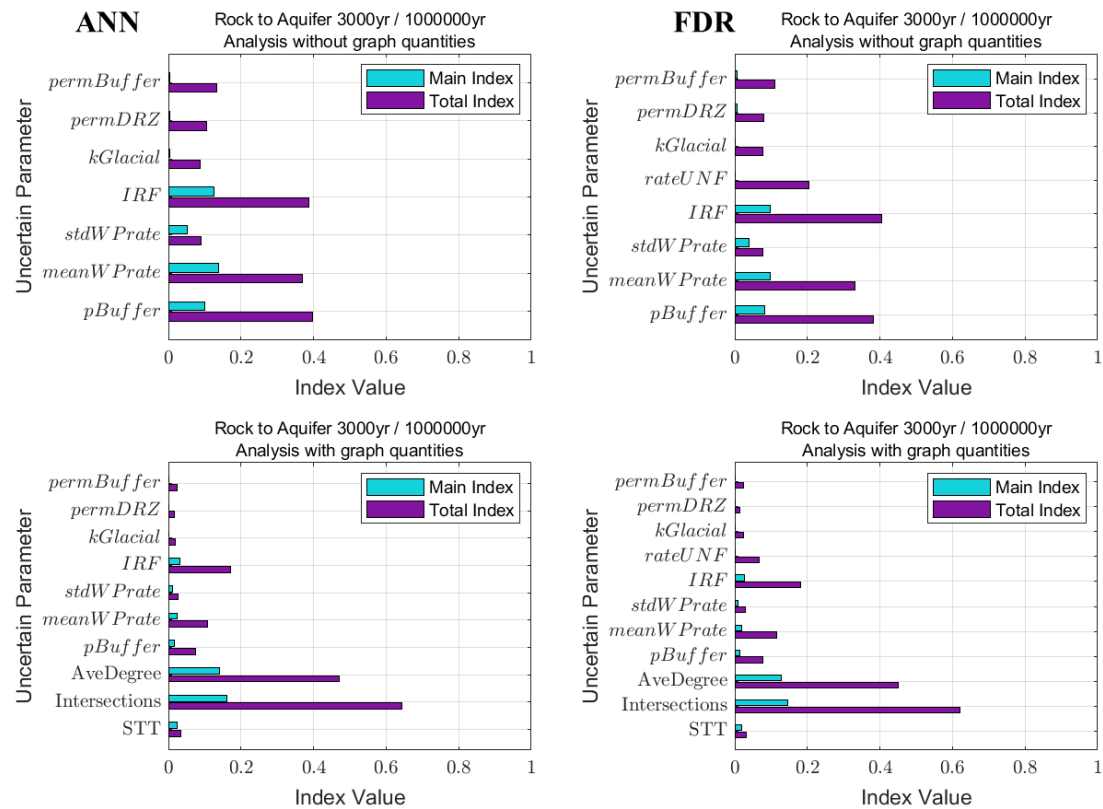 ANN
Rock to Aquifer 3000yr / 1000000yr
Analysis without graph quantities
Uncertain Parameter
permBuffer
permDRZ
kGlacial
IRF
stdWPrate
meanWPrate
pBuffer
Main Index
Total Index
0 0.2 0.4 0.6 0.8 1
Index Value
FDR
Rock to Aquifer 3000yr / 1000000yr
Analysis without graph quantities
Uncertain Parameter
permBuffer
permDRZ
kGlacial
rateUNF
IRF
stdWPrate
meanWPrate
pBuffer
Main Index
Total Index
0 0.2 0.4 0.6 0.8 1
Index Value
Rock to Aquifer 3000yr / 1000000yr
Analysis with graph quantities
Uncertain Parameter
permBuffer
permDRZ
kGlacial
IRF
stdWPrate
meanWPrate
pBuffer
AveDegree
Intersections
STT
Main Index
Total Index
0 0.2 0.4 0.6 0.8 1
Index Value
Rock to Aquifer 3000yr / 1000000yr
Analysis with graph quantities
Uncertain Parameter
permBuffer
permDRZ
kGlacial
rateUNF
IRF
stdWPrate
meanWPrate
pBuffer
AveDegree
Intersections
STT
Main Index
Total Index
0 0.2 0.4 0.6 0.8 1
Index Value